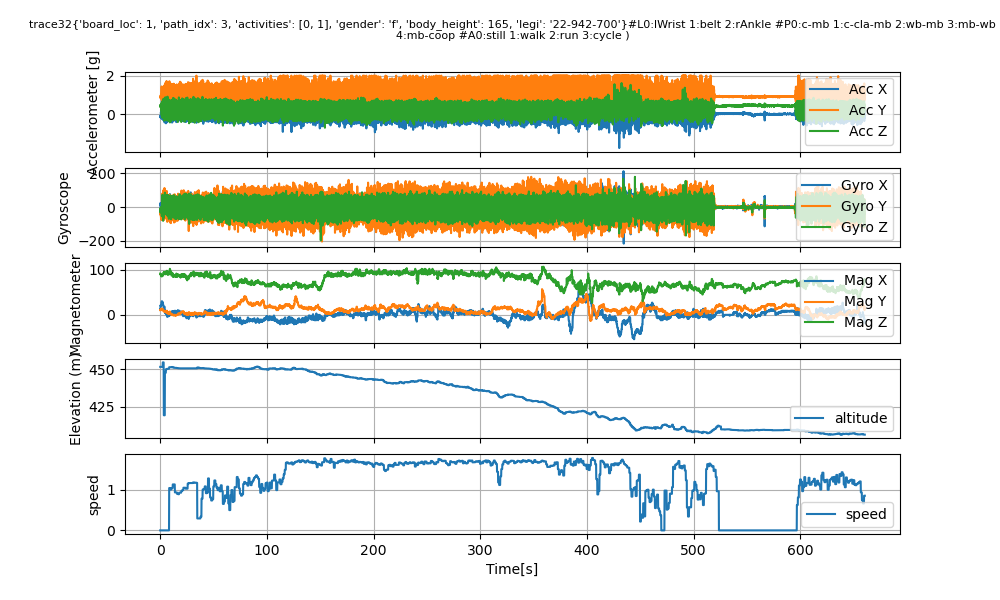 trace32{'board_loc': 1, 'path_idx': 3, 'activities': [0, 1], 'gender': 'f', 'body_height': 165, 'legi': '22-942-700'}#L0:lWrist 1:belt 2:rAnkle #P0:c-mb 1:c-cla-mb 2:wb-mb 3:mb-wb
4:mb-coop #A0:still 1:walk 2:run 3:cycle )
Accelerometer [g]
2
0
Acc X
Acc Y
Acc Z
Gyroscope
200
0
−200
Gyro X
Gyro Y
Gyro Z
Magnetometer
100
0
Mag X
Mag Y
Mag Z
Elevation (m)
450
425
altitude
speed
1
0
speed
0 100 200 300 400 500 600
Time[s]